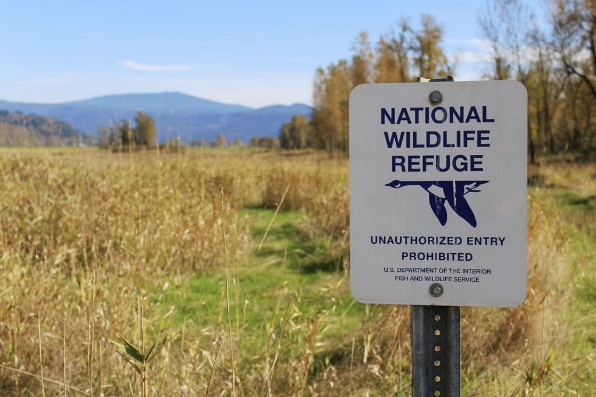 NATIONAL
WILDLIFE
REFUGE
UNAUTHORIZED ENTRY
PROHIBITED
U.S. DEPARTMENT OF THE INTERIOR
FISH AND WILDLIFE SERVICE